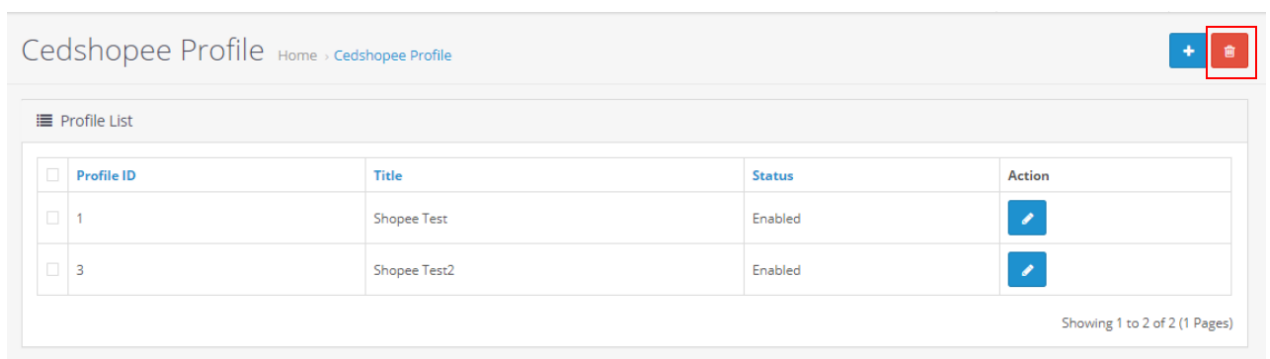 Cedshopee Profile Home › Cedshopee Profile
Profile List
Profile ID Title Status Action
1 Shopee Test Enabled
3 Shopee Test2 Enabled
Showing 1 to 2 of 2 (1 Pages)